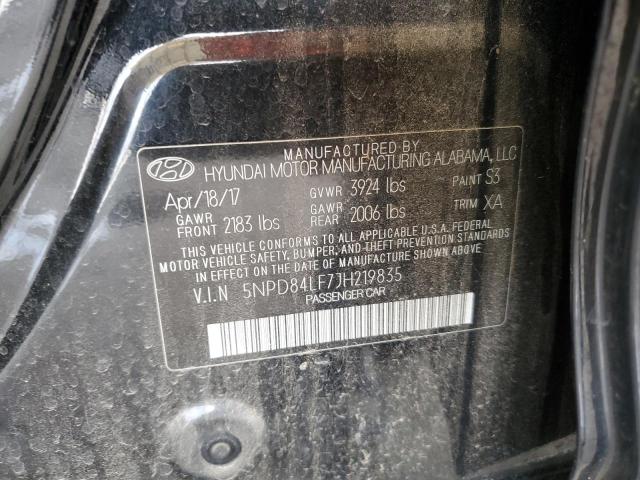 MANUFACTURED BY
HYUNDAI MOTOR MANUFACTURING ALABAMA, LLC
Apr/18/17 GVWR 3924 lbs PAINT S3
GAWR FRONT 2183 lbs GAWR REAR 2006 lbs TRIM XA
THIS VEHICLE CONFORMS TO ALL APPLICABLE U.S.A. FEDERAL
MOTOR VEHICLE SAFETY, BUMPER, AND THEFT PREVENTION STANDARDS
IN EFFECT ON THE DATE OF MANUFACTURE SHOWN ABOVE
V.I.N 5NPD84LF7JH219835
PASSENGER CAR